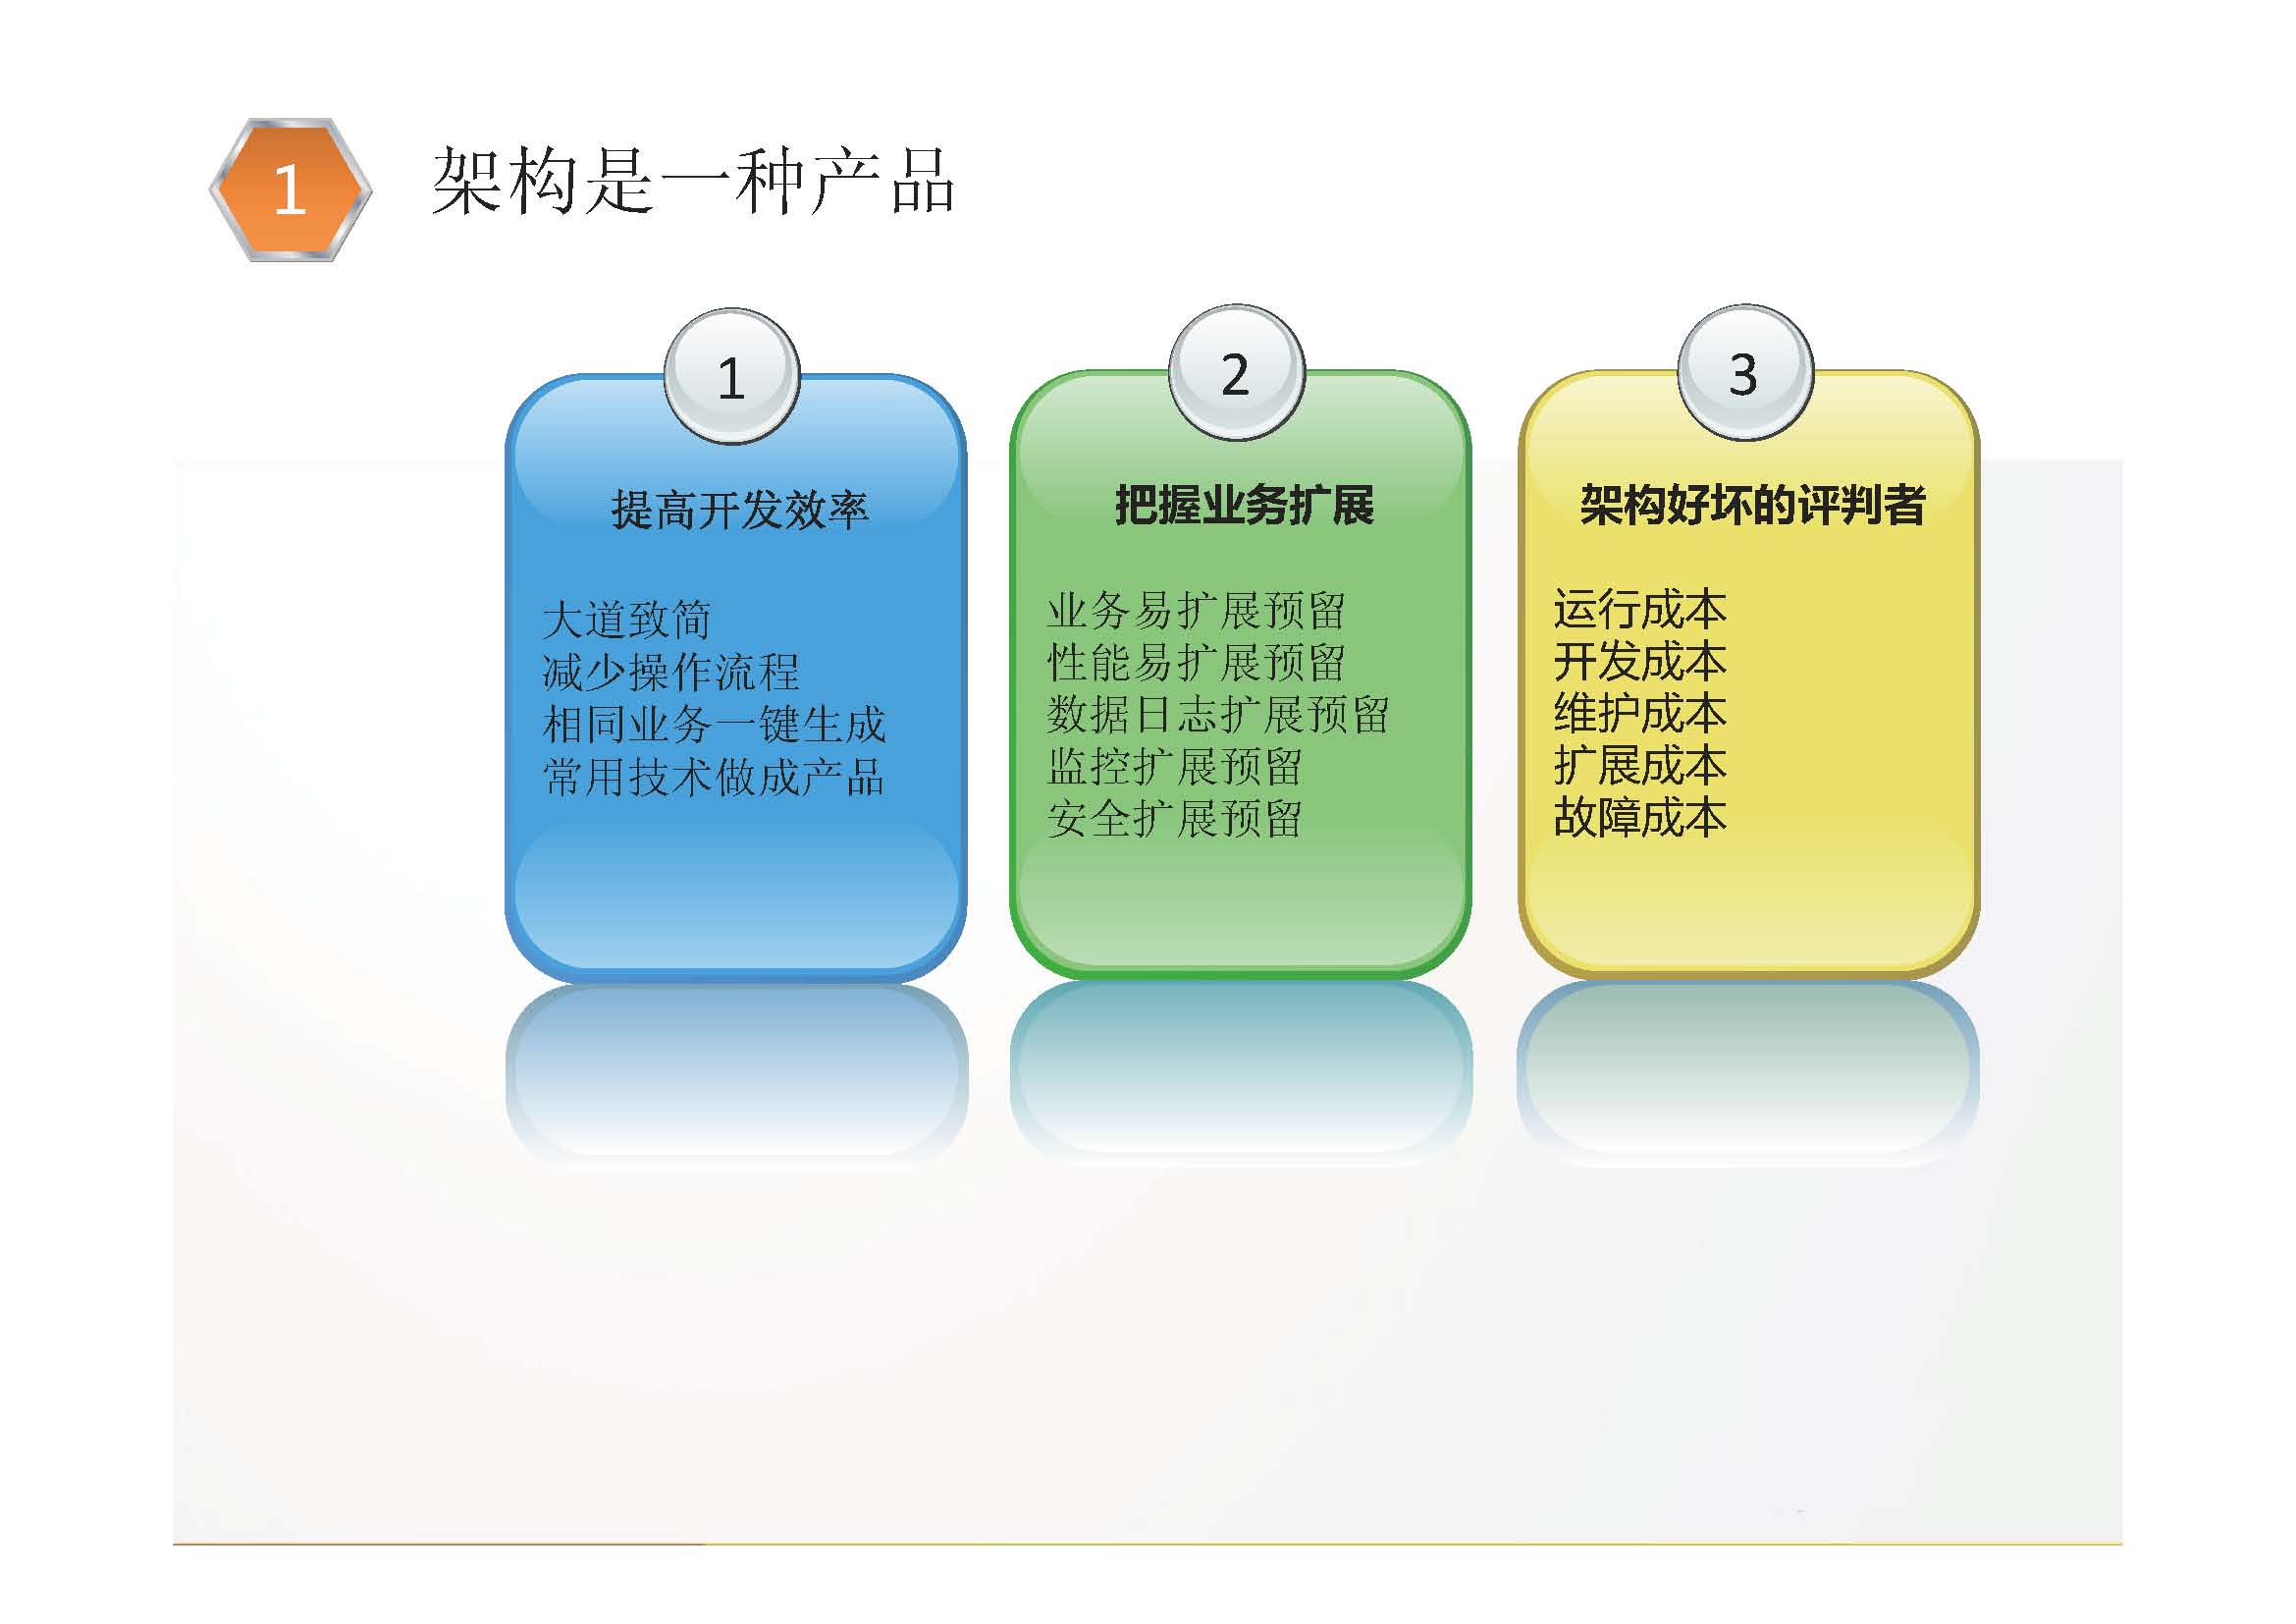 1
架构是一种产品
1
提高开发效率
大道致简
减少操作流程
相同业务一键生成
常用技术做成产品
2
把握业务扩展
业务易扩展预留
性能易扩展预留
数据日志扩展预留
监控扩展预留
安全扩展预留
3
架构好坏的评判者
运行成本
开发成本
维护成本
扩展成本
故障成本